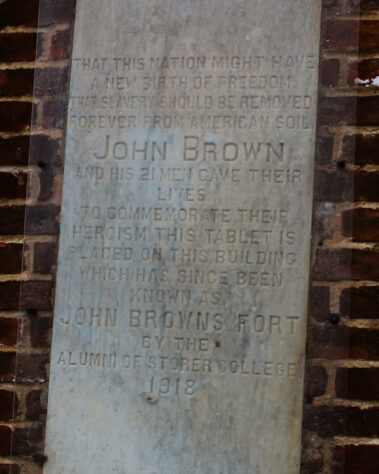 THAT THIS NATION MIGHT HAVE
A NEW BIRTH OF FREEDOM,
THAT SLAVERY SHOULD BE REMOVED
FOREVER FROM AMERICAN SOIL.
JOHN BROWN
AND HIS 21 MEN GAVE THEIR
LIVES.
TO COMMEMORATE THEIR
HEROISM THIS TABLET IS
PLACED ON THIS BUILDING
WHICH HAS SINCE BEEN
KNOWN AS
JOHN BROWNS FORT
BY THE
ALUMNI OF STORER COLLEGE
1918